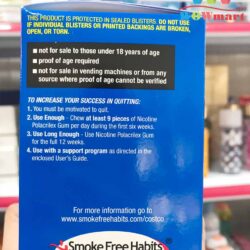 THIS PRODUCT IS PROTECTED IN SEALED BLISTERS. DO NOT USE
IF INDIVIDUAL BLISTERS OR PRINTED BACKINGS ARE BROKEN,
OPEN, OR TORN.
■ not for sale to those under 18 years of age
■ proof of age required
■ not for sale in vending machines or from any
source where proof of age cannot be verified
TO INCREASE YOUR SUCCESS IN QUITTING:
1. You must be motivated to quit.
2. Use Enough - Chew at least 9 pieces of Nicotine
Polacrilex Gum per day during the first six weeks.
3. Use Long Enough - Use Nicotine Polacrilex Gum
for the full 12 weeks.
4. Use with a support program as directed in the
enclosed User's Guide.
For more information go to
www.smokefreehabits.com/costco
Smoke Free Habits